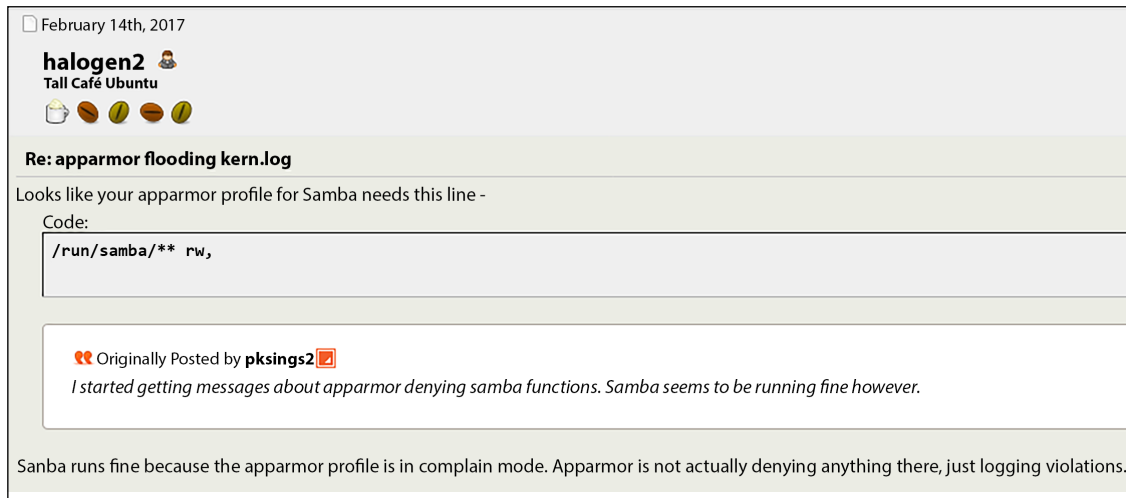 February 14th, 2017
halogen2
Tall Café Ubuntu
Re: apparmor flooding kern.log
Looks like your apparmor profile for Samba needs this line -
Code:
/run/samba/** rw,
Originally Posted by pksings2
I started getting messages about apparmor denying samba functions. Samba seems to be running fine however.
Sanba runs fine because the apparmor profile is in complain mode. Apparmor is not actually denying anything there, just logging violations.